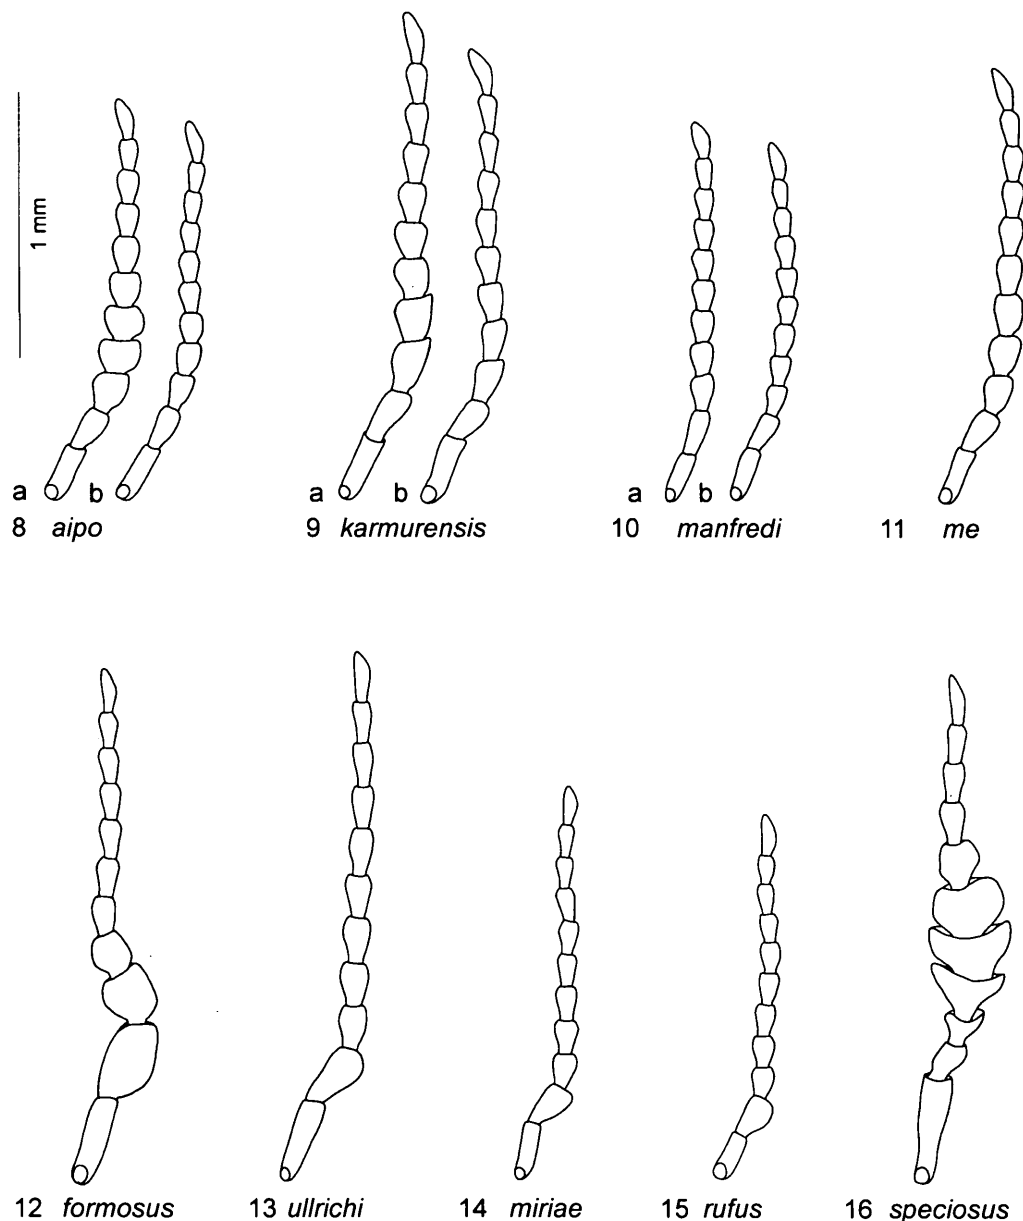 1 mm
a b a b a b
8 aipo 9 karmurensis 10 manfredi 11 me
12 formosus 13 ullrichi 14 miriae 15 rufus 16 speciosus